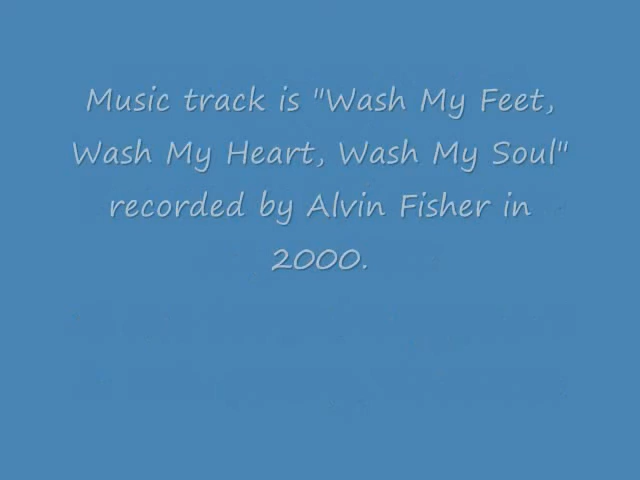 Music track is "Wash My Feet,
Wash My Heart, Wash My Soul"
recorded by Alvin Fisher in
2000.